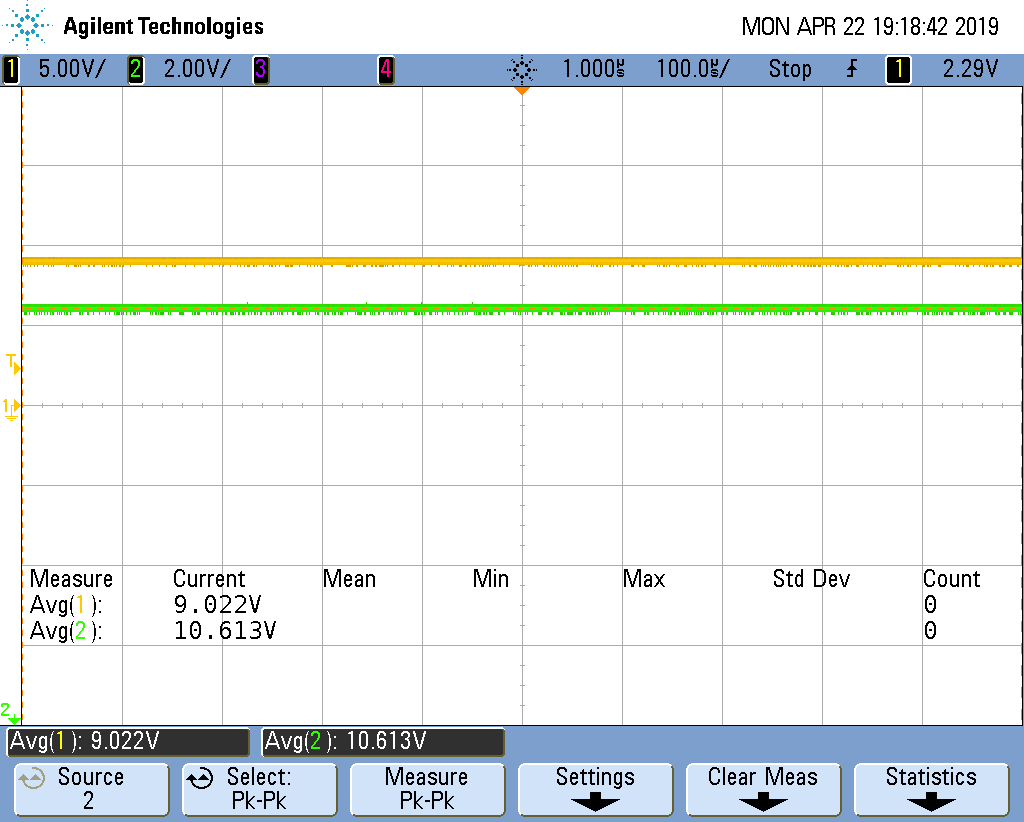 Agilent Technologies
MON APR 22 19:18:42 2019
1 5.00V/ 2 2.00V/ 3 4 1.000s 100.0s/ Stop 1 2.29V
T
1
2
Measure Current Mean Min Max Std Dev Count
Avg(1): 9.022V 0
Avg(2): 10.613V 0
Avg(1): 9.022V Avg(2): 10.613V
Source Select: Measure Settings Clear Meas Statistics
2 Pk-Pk Pk-Pk